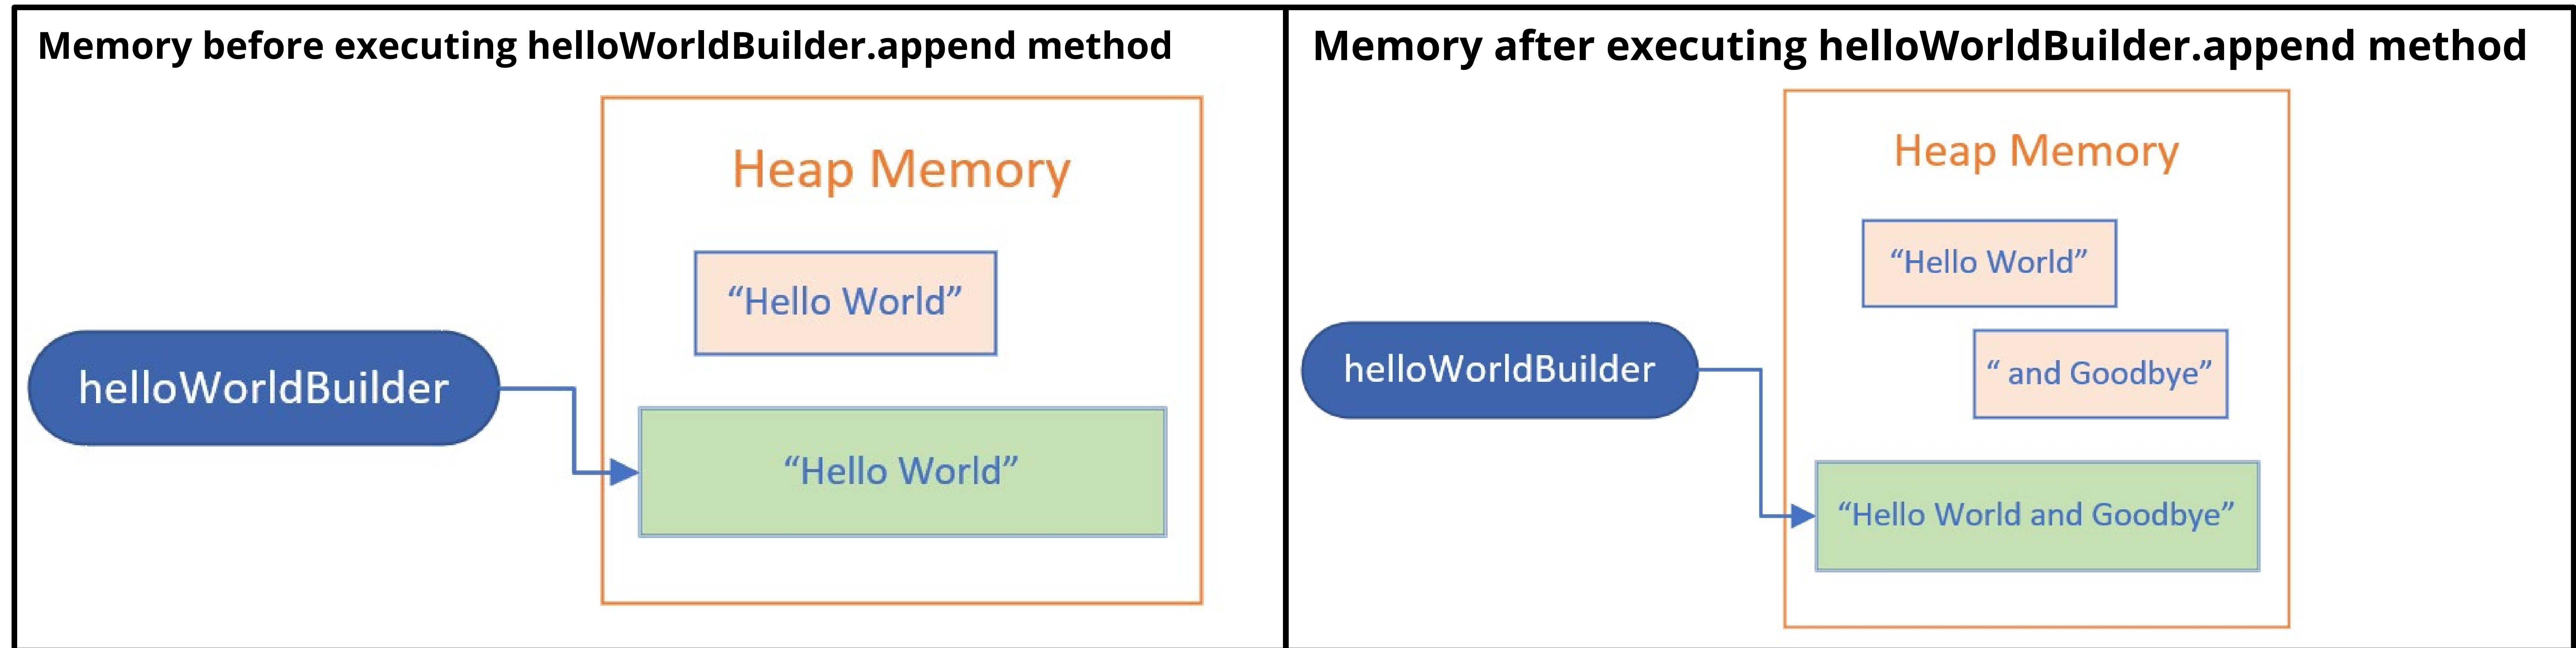 Memory before executing helloWorldBuilder.append method
Heap Memory
“Hello World”
helloWorldBuilder
“Hello World”
Memory after executing helloWorldBuilder.append method
Heap Memory
“Hello World”
helloWorldBuilder
“ and Goodbye”
“Hello World and Goodbye”